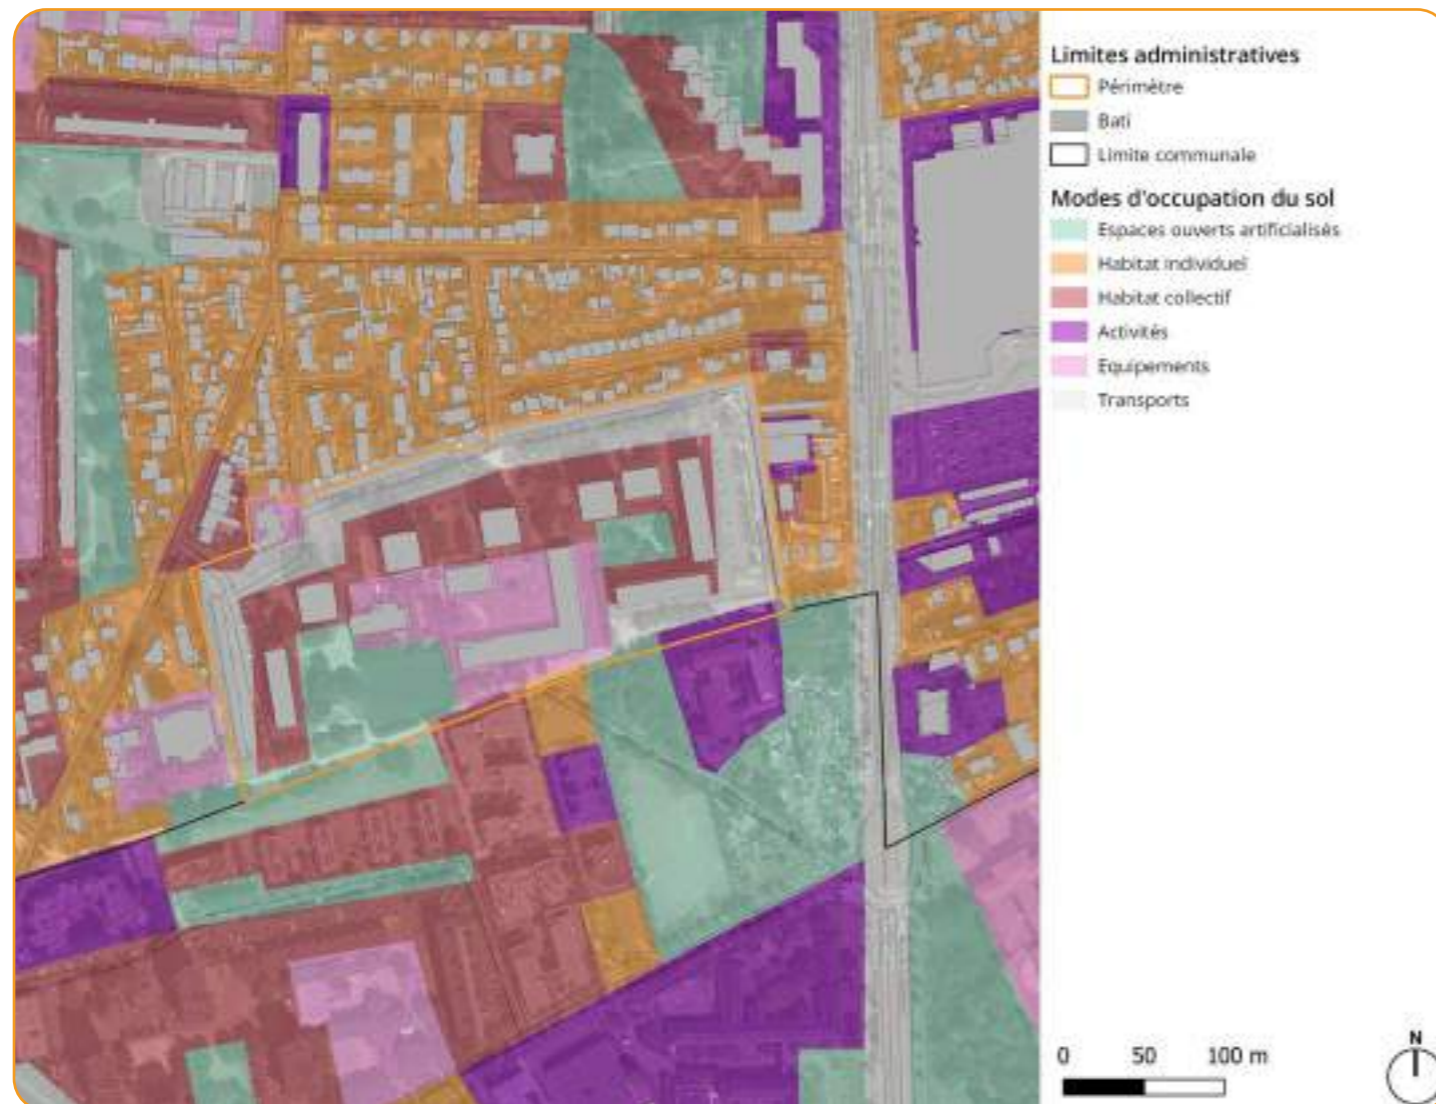 Limites administratives
Périmètre
Bati
Limite communale
Modes d'occupation du sol
Espaces ouverts artificialisés
Habitat individuel
Habitat collectif
Activités
Equipements
Transports
0 50 100 m
N